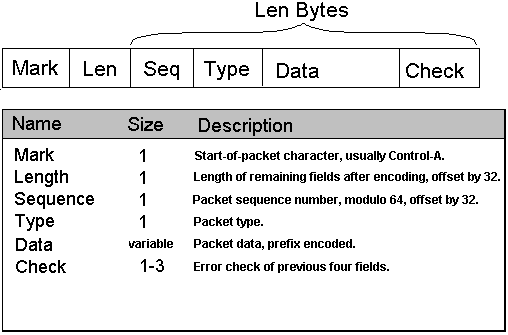 Len Bytes
Mark Len Seq Type Data Check
Name Size Description
Mark 1 Start-of-packet character, usually Control-A.
Length 1 Length of remaining fields after encoding, offset by 32.
Sequence 1 Packet sequence number, modulo 64, offset by 32.
Type 1 Packet type.
Data variable Packet data, prefix encoded.
Check 1-3 Error check of previous four fields.